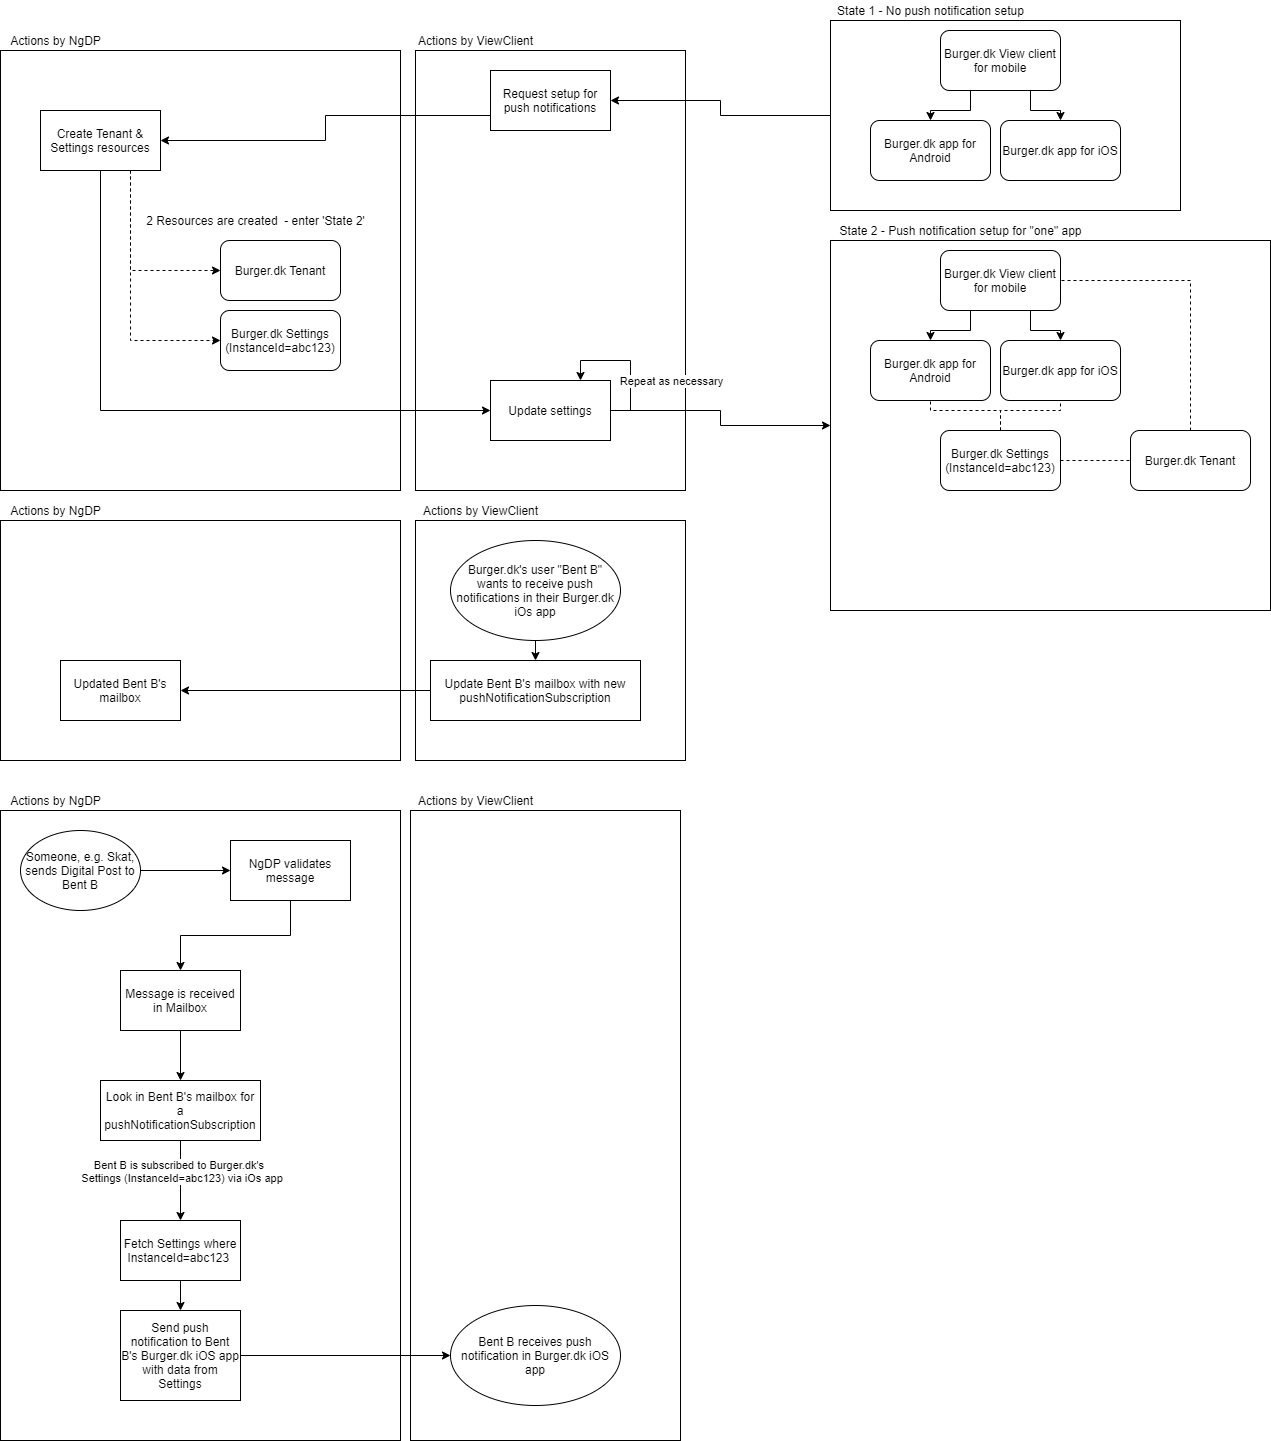 State 1 - No push notification setup
Burger.dk View client
for mobile
Burger.dk app for
Android
Burger.dk app for iOS
Actions by NgDP
Actions by ViewClient
Request setup for
push notifications
Create Tenant &
Settings resources
2 Resources are created  - enter 'State 2'
Burger.dk Tenant
Burger.dk Settings
(InstanceId=abc123)
Repeat as necessary
Update settings
State 2 - Push notification setup for "one" app
Burger.dk View client
for mobile
Burger.dk app for
Android
Burger.dk app for iOS
Burger.dk Settings
(InstanceId=abc123)
Burger.dk Tenant
Actions by NgDP
Actions by ViewClient
Burger.dk's user "Bent B"
wants to receive push
notifications in their Burger.dk
iOs app
Updated Bent B's
mailbox
Update Bent B's mailbox with new
pushNotificationSubscription
Actions by NgDP
Actions by ViewClient
Someone, e.g. Skat,
sends Digital Post to
Bent B
NgDP validates
message
Message is received
in Mailbox
Look in Bent B's mailbox for
a
pushNotificationSubscription
Bent B is subscribed to Burger.dk's
Settings (InstanceId=abc123) via iOs app
Fetch Settings where
InstanceId=abc123
Send push
notification to Bent
B's Burger.dk iOS app
with data from
Settings
Bent B receives push
notification in Burger.dk iOS
app